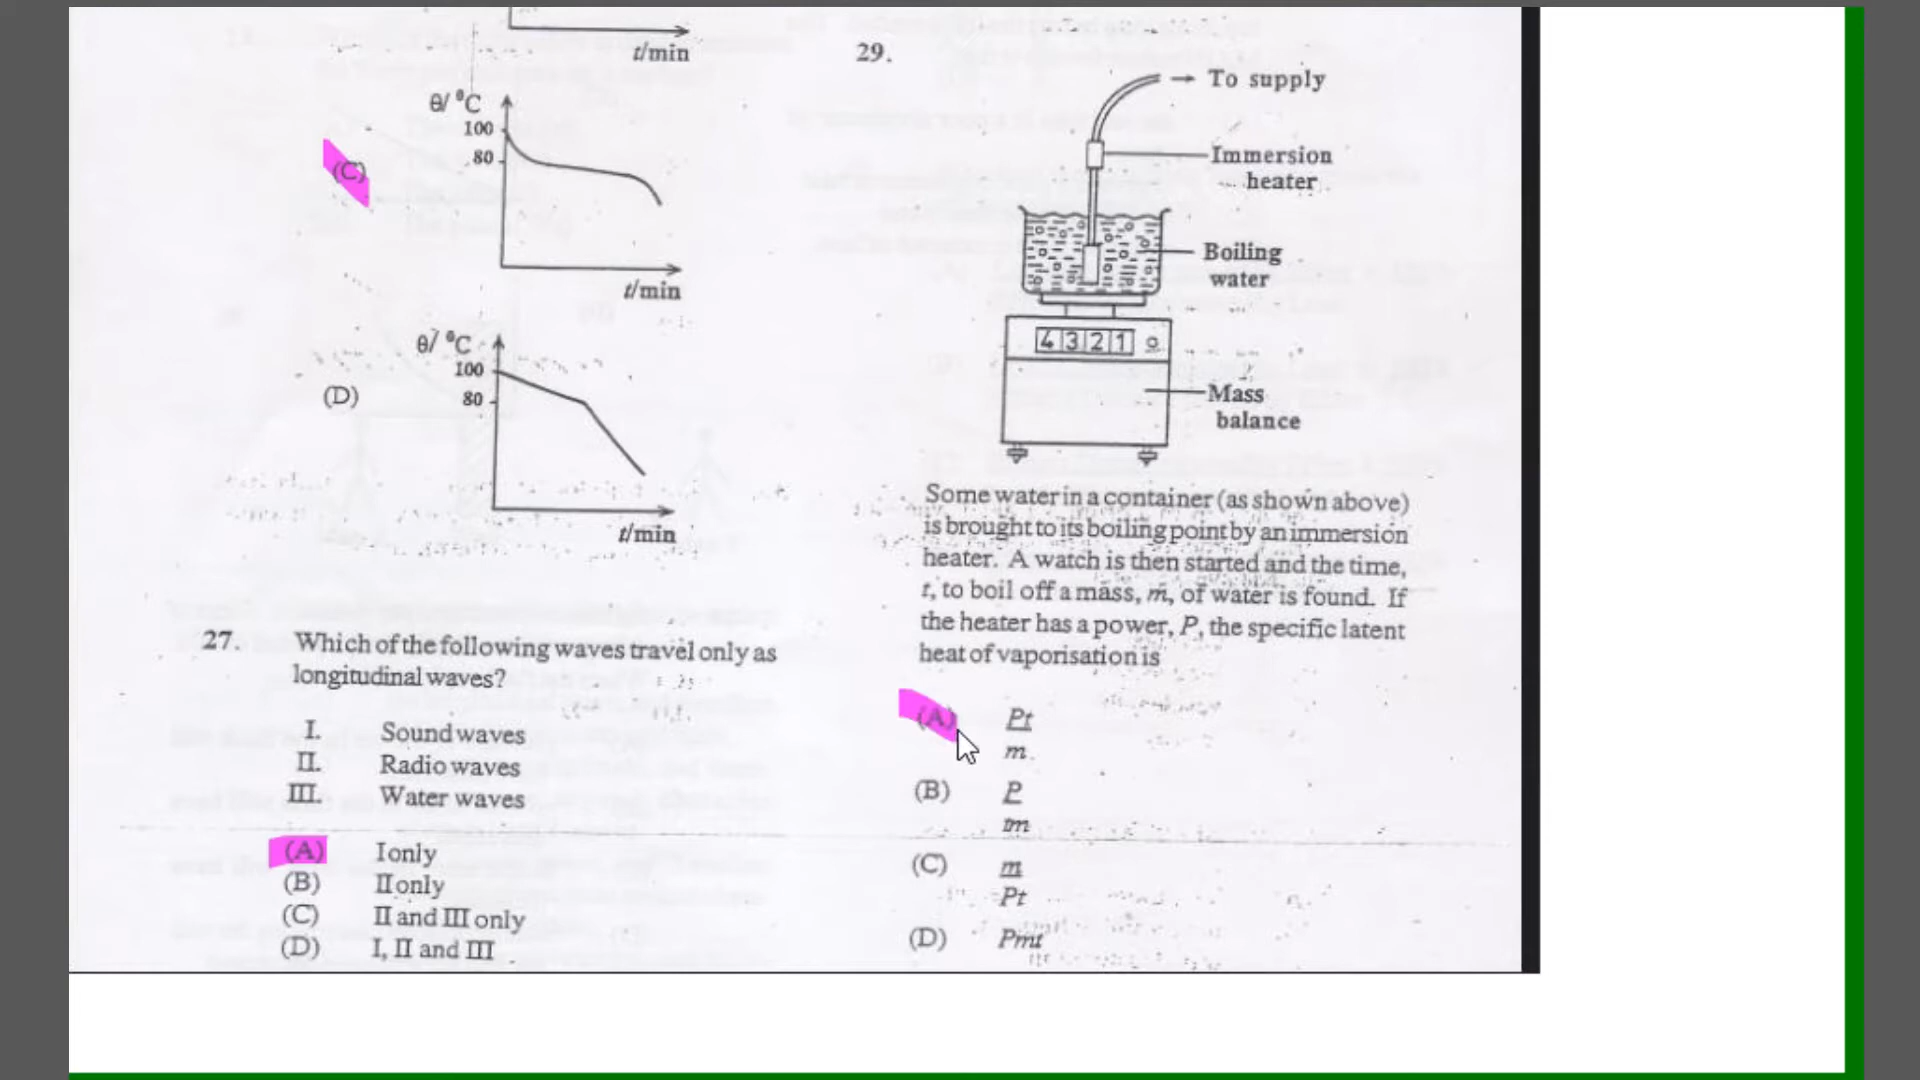 t/min
θ/ °C
100
80
(C)
t/min
θ/ °C
100
80
(D)
t/min
27. Which of the following waves travel only as
longitudinal waves?
I. Sound waves
II. Radio waves
III. Water waves
(A) I only
(B) II only
(C) II and III only
(D) I, II and III
29.
To supply
Immersion
heater
Boiling
water
4321 g
Mass
balance
Some water in a container (as shown above)
is brought to its boiling point by an immersion
heater. A watch is then started and the time,
t, to boil off a mass, m, of water is found. If
the heater has a power, P, the specific latent
heat of vaporisation is
(A) Pt
m
(B) P
tm
(C) m
Pt
(D) Pmt